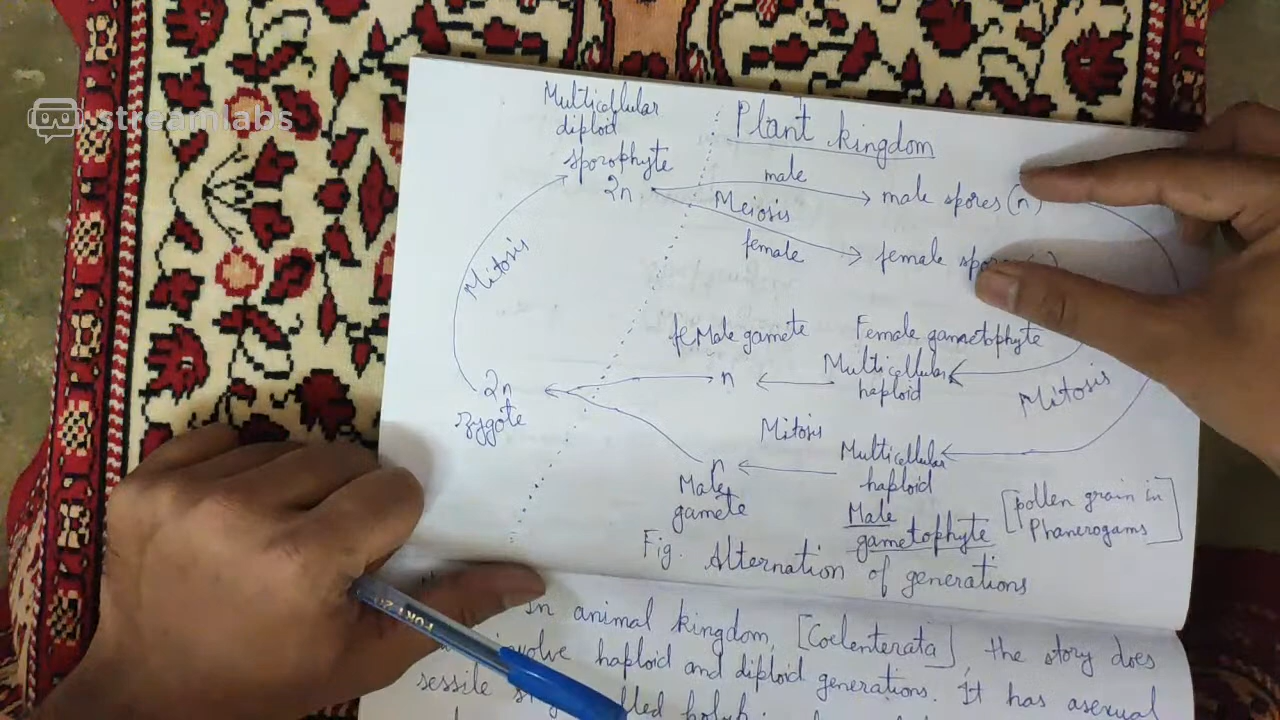 streamlabs
Multicellular
diploid
sporophyte
2n
Plant kingdom
male
male spores (n)
Meiosis
female
female
Mitosis
female gamete
Female gametophyte
n
Multicellular
haploid
Mitosis
2n
zygote
Mitosis
n
Male
gamete
Multicellular
haploid
Male
gametophyte
[pollen grain in
Phanerogams]
Fig. Alternation of generations
In animal kingdom, [Coelenterata], the story does
haploid and diploid generations. It has asexual
sessile